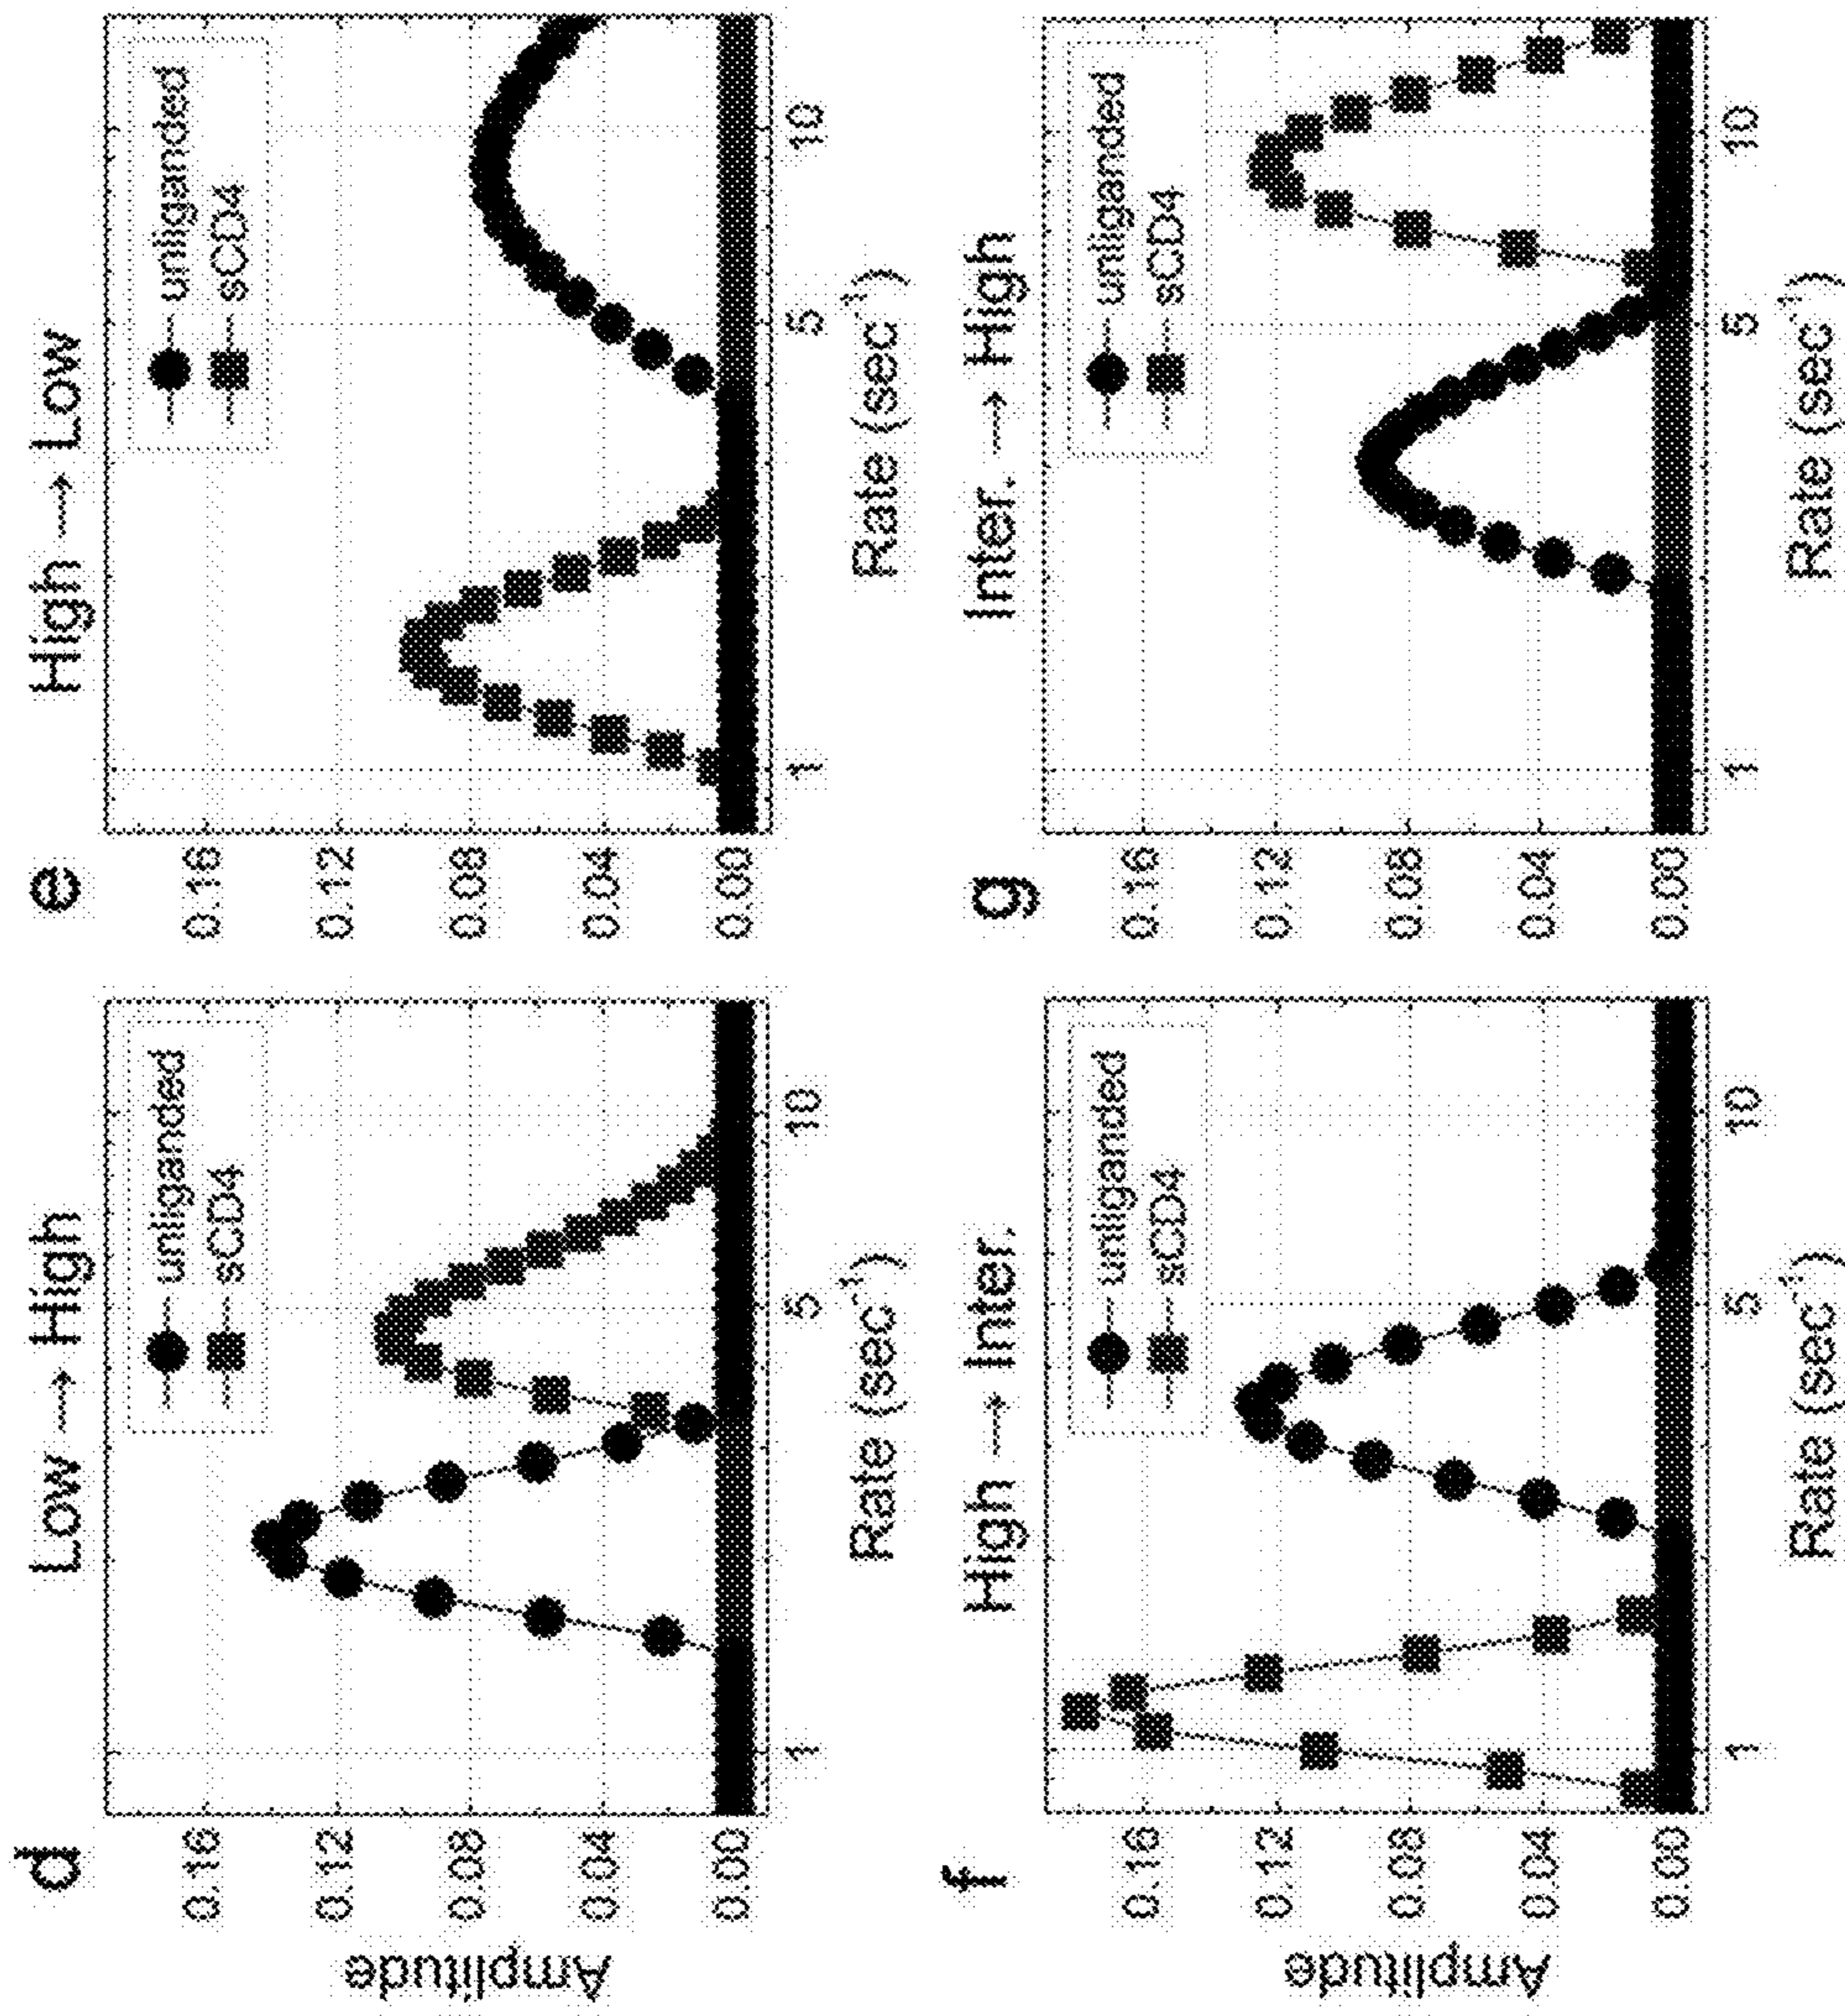 d
Low → High
Amplitude
0.16
0.12
0.08
0.04
0.00
unliganded
sCD4
1
5
10
Rate (sec⁻¹)
e
High → Low
0.16
0.12
0.08
0.04
0.00
unliganded
sCD4
1
5
10
Rate (sec⁻¹)
f
High → Inter.
Amplitude
0.16
0.12
0.08
0.04
0.00
unliganded
sCD4
1
5
10
Rate (sec⁻¹)
g
Inter. → High
0.16
0.12
0.08
0.04
0.00
unliganded
sCD4
1
5
10
Rate (sec⁻¹)